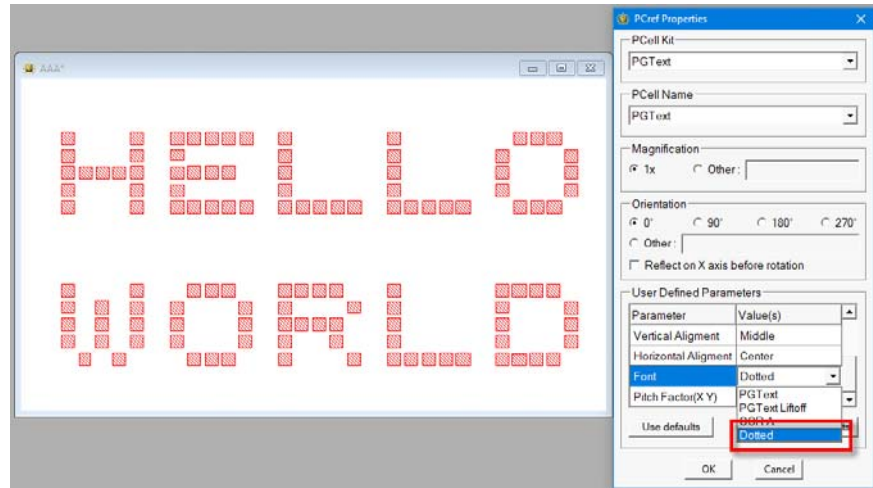 PCref Properties
PCell Kit
PGText
AAA*
PCell Name
PGText
HELLO
Magnification
1x Other :
Orientation
0° 90° 180° 270°
Other :
Reflect on X axis before rotation
WORLD
User Defined Parameters
Parameter Value(s)
Vertical Aligment Middle
Horizontal Aligment Center
Font Dotted
Pitch Factor(X Y)
PGText
PGText Liftoff
Dotted
Use defaults
OK Cancel